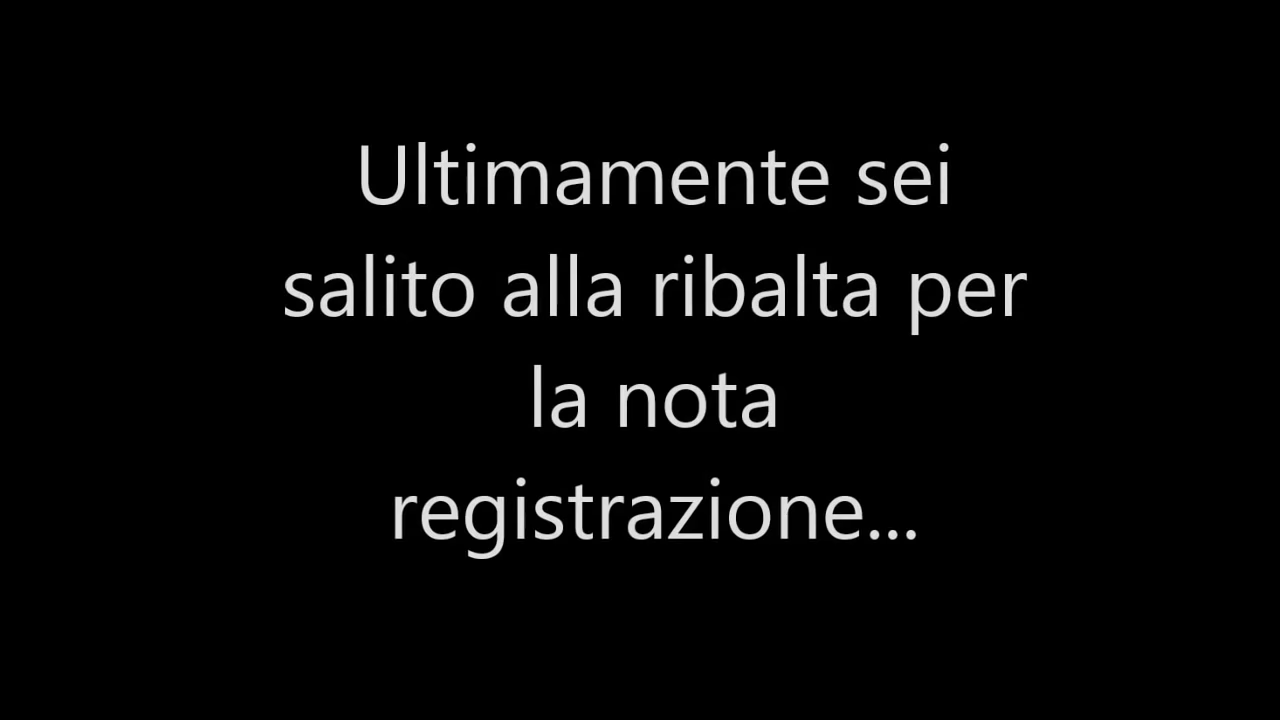 Ultimamente sei
salito alla ribalta per
la nota
registrazione...